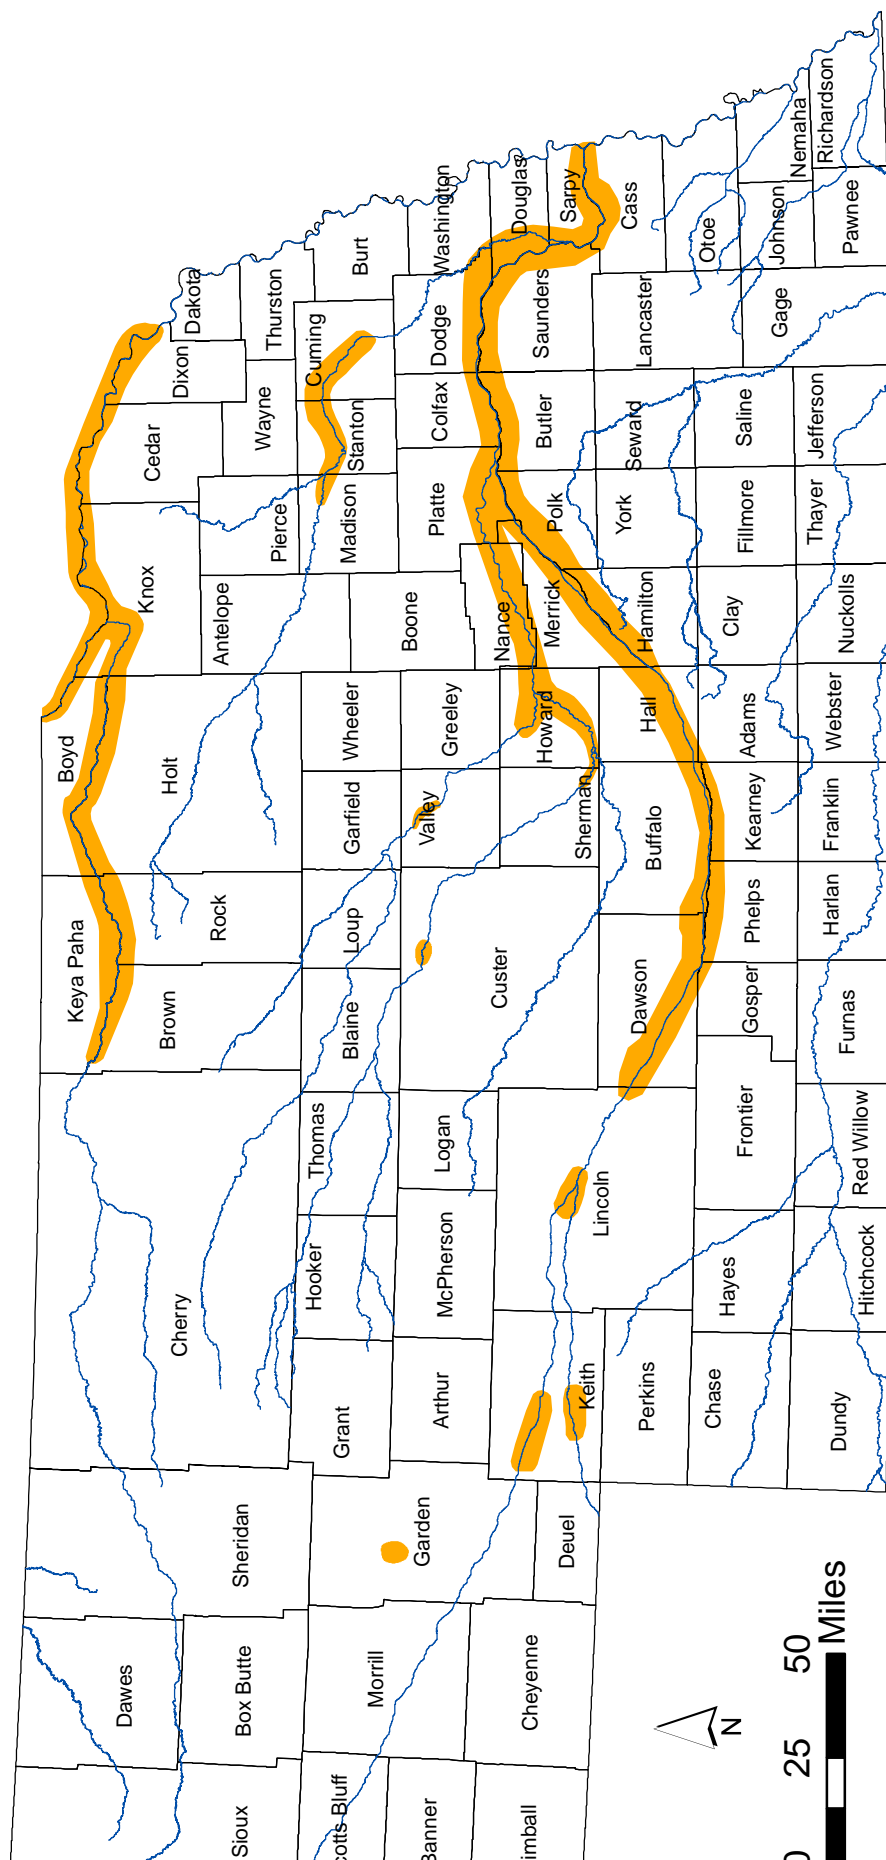 Sioux
Dawes
Box Butte
Sheridan
Cherry
Keya Paha
Boyd
Brown
Rock
Holt
Knox
Cedar
Dixon
Dakota
Antelope
Pierce
Wayne
Thurston
cotts Bluff
Banner
imball
Morrill
Cheyenne
Garden
Deuel
Grant
Hooker
Thomas
Blaine
Loup
Garfield
Wheeler
Madison
Stanton
Cuming
Burt
Arthur
McPherson
Logan
Custer
Valley
Greeley
Boone
Platte
Colfax
Dodge
Washington
Keith
Lincoln
Sherman
Howard
Nance
Merrick
Polk
Butler
Saunders
Douglas
Sarpy
Perkins
Dawson
Buffalo
Hall
Hamilton
York
Seward
Lancaster
Cass
Otoe
Chase
Hayes
Frontier
Gosper
Phelps
Kearney
Adams
Clay
Fillmore
Saline
Gage
Johnson
Nemaha
Dundy
Hitchcock
Red Willow
Furnas
Harlan
Franklin
Webster
Nuckolls
Thayer
Jefferson
Pawnee
Richardson
N
0 25 50
Miles